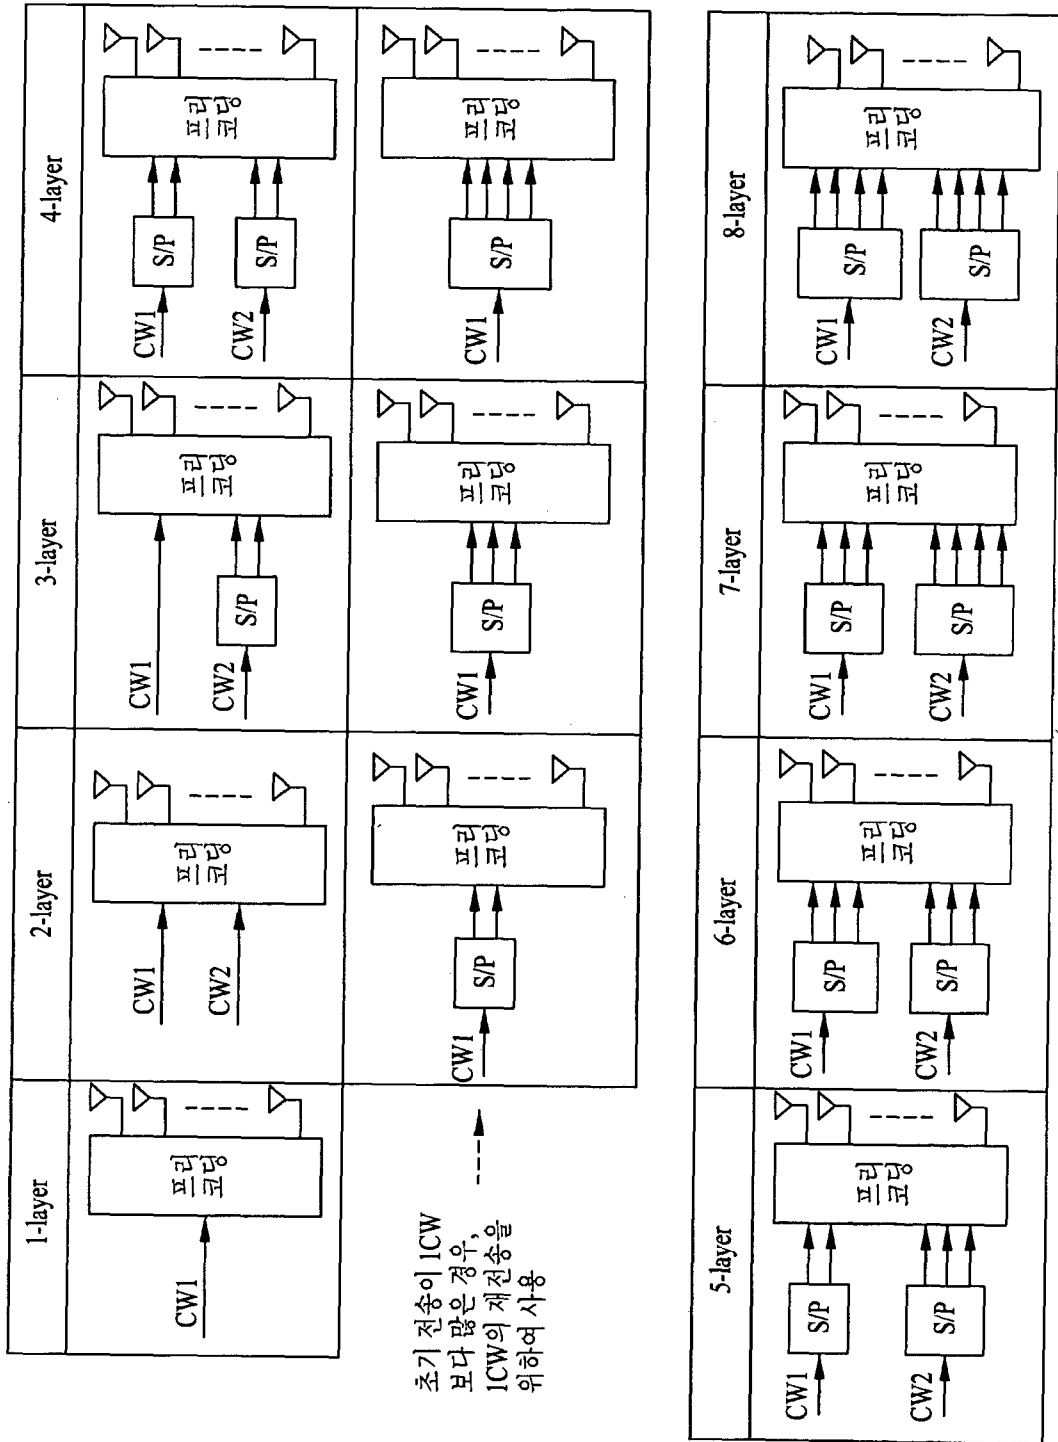 1-layer
2-layer
3-layer
4-layer
CW1
프리
코딩
CW1
CW2
프리
코딩
CW1
CW2
S/P
프리
코딩
CW1
CW2
S/P
S/P
프리
코딩
초기 전송이 1CW
보다 많은 경우,
1CW의 재전송을
위하여 사용
CW1
S/P
프리
코딩
CW1
S/P
프리
코딩
CW1
S/P
프리
코딩
5-layer
6-layer
7-layer
8-layer
CW1
CW2
S/P
S/P
프리
코딩
CW1
CW2
S/P
S/P
프리
코딩
CW1
CW2
S/P
S/P
프리
코딩
CW1
CW2
S/P
S/P
프리
코딩